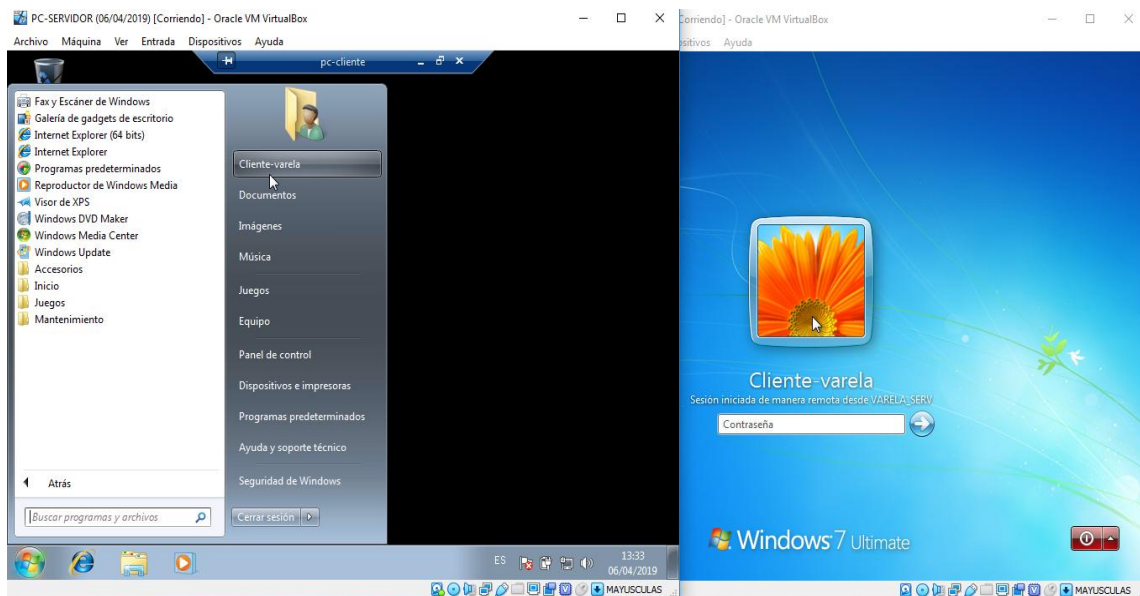 PC-SERVIDOR (06/04/2019) [Corriendo] - Oracle VM VirtualBox
Archivo Máquina Ver Entrada Dispositivos Ayuda
pc-cliente
Fax y Escáner de Windows
Galería de gadgets de escritorio
Internet Explorer (64 bits)
Internet Explorer
Programas predeterminados
Reproductor de Windows Media
Visor de XPS
Windows DVD Maker
Windows Media Center
Windows Update
Accesorios
Inicio
Juegos
Mantenimiento
Atrás
Buscar programas y archivos
Cliente-varela
Documentos
Imágenes
Música
Juegos
Equipo
Panel de control
Dispositivos e impresoras
Programas predeterminados
Ayuda y soporte técnico
Seguridad de Windows
Cerrar sesión
ES
13:33
06/04/2019
MAYUSCULAS
[Corriendo] - Oracle VM VirtualBox
Ayuda
Cliente-varela
Sesión iniciada de manera remota desde VARELA_SERV
Contraseña
Windows 7 Ultimate
MAYUSCULAS